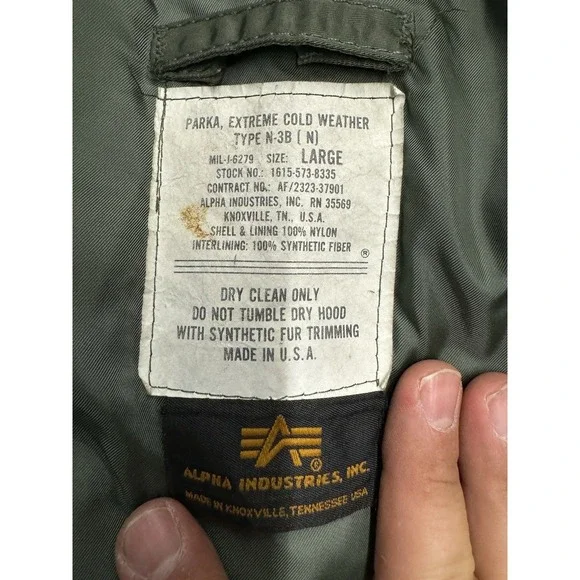 PARKA, EXTREME COLD WEATHER
TYPE N-3B (N)
MIL-I-6279 SIZE: LARGE
STOCK NO.: 1615-573-8335
CONTRACT NO.: AF/2323-37901
ALPHA INDUSTRIES, INC. RN 35569
KNOXVILLE, TN., U.S.A.
SHELL & LINING 100% NYLON
INTERLINING: 100% SYNTHETIC FIBER
®
DRY CLEAN ONLY
DO NOT TUMBLE DRY HOOD
WITH SYNTHETIC FUR TRIMMING
MADE IN U.S.A.
®
ALPHA INDUSTRIES, INC.
MADE IN KNOXVILLE, TENNESSEE USA